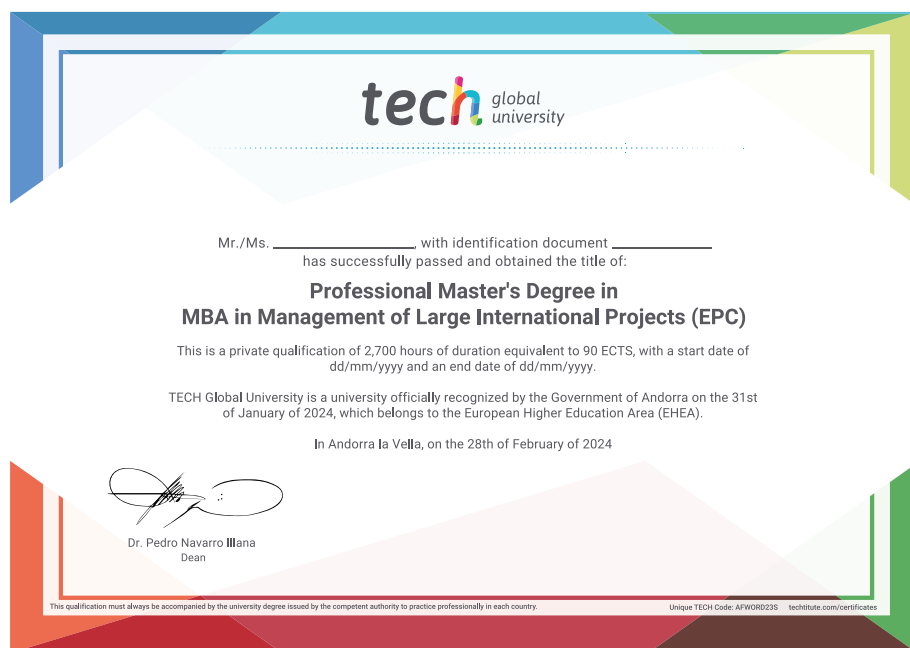 tech global university
Mr./Ms. ____________, with identification document ____________
has successfully passed and obtained the title of:
Professional Master's Degree in
MBA in Management of Large International Projects (EPC)
This is a private qualification of 2,700 hours of duration equivalent to 90 ECTS, with a start date of
dd/mm/yyyy and an end date of dd/mm/yyyy.
TECH Global University is a university officially recognized by the Government of Andorra on the 31st
of January of 2024, which belongs to the European Higher Education Area (EHEA).
In Andorra la Vella, on the 28th of February of 2024
Dr. Pedro Navarro Illana
Dean
This qualification must always be accompanied by the university degree issued by the competent authority to practice professionally in each country.
Unique TECH Code: AFWORD23S techtitute.com/certificates